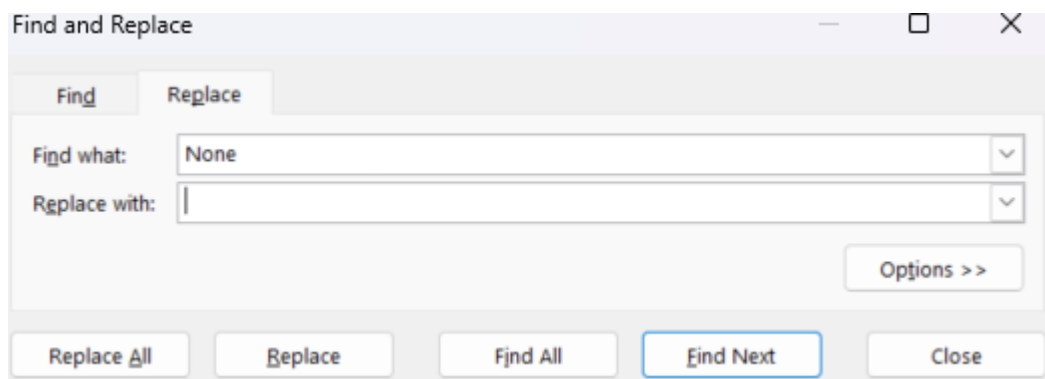 Find and Replace
Find Replace
Find what: None
Replace with:
Options >>
Replace All Replace Find All Find Next Close